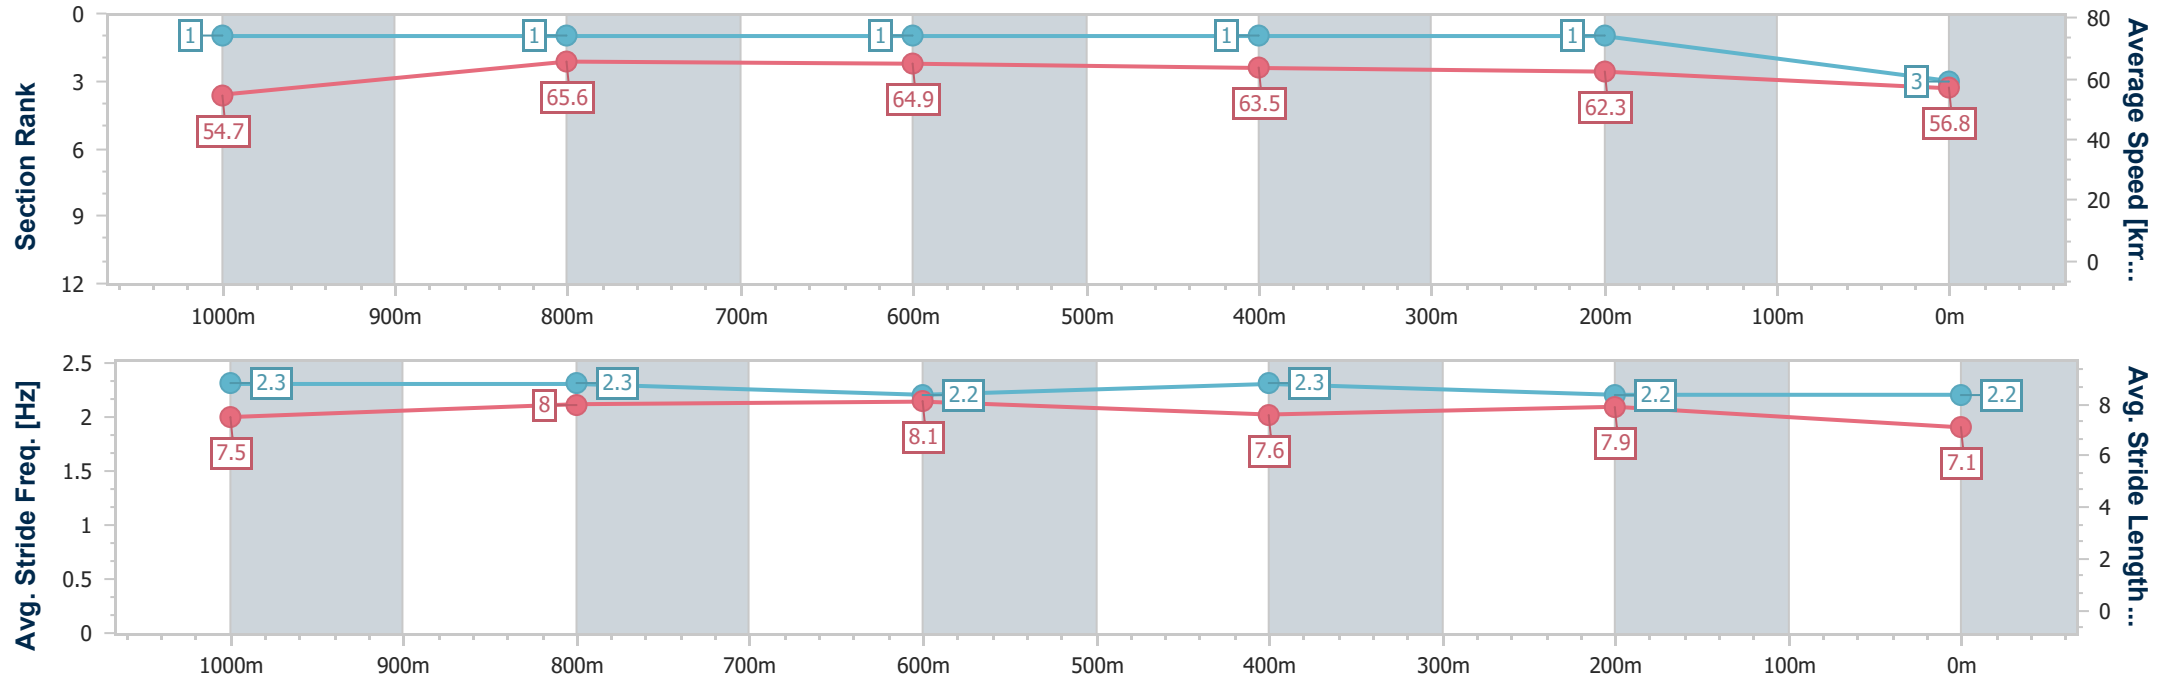 Section Rank
0
3
6
9
12
1
1
1
1
1
3
54.7
65.6
64.9
63.5
62.3
56.8
80
60
40
20
0
Average Speed [km...
1000m
900m
800m
700m
600m
500m
400m
300m
200m
100m
0m
Avg. Stride Freq. [Hz]
2.5
2
1.5
1
0.5
0
2.3
2.3
2.2
2.3
2.2
2.2
7.5
8
8.1
7.6
7.9
7.1
8
6
4
2
0
Avg. Stride Length...
1000m
900m
800m
700m
600m
500m
400m
300m
200m
100m
0m